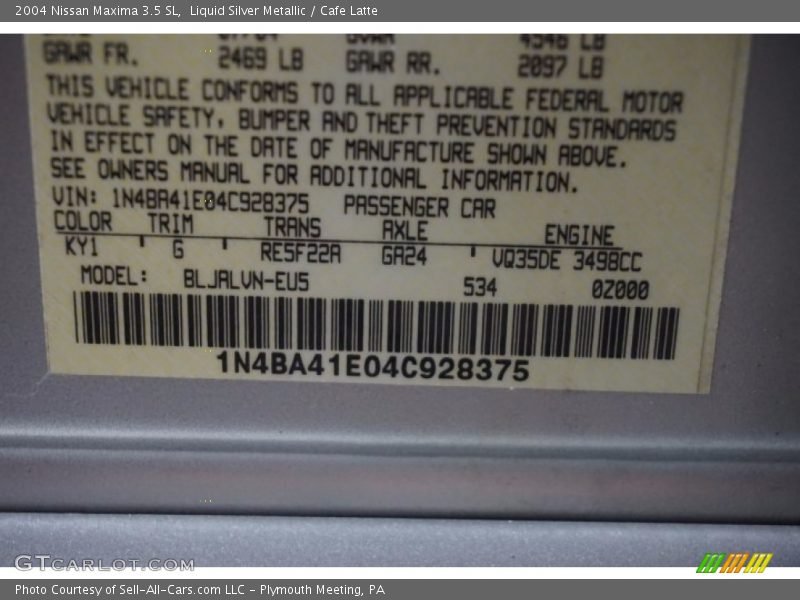 2004 Nissan Maxima 3.5 SL, Liquid Silver Metallic / Cafe Latte
GAWR FR. 2469 LB GAWR RR. 2097 LB
THIS VEHICLE CONFORMS TO ALL APPLICABLE FEDERAL MOTOR
VEHICLE SAFETY, BUMPER AND THEFT PREVENTION STANDARDS
IN EFFECT ON THE DATE OF MANUFACTURE SHOWN ABOVE.
SEE OWNERS MANUAL FOR ADDITIONAL INFORMATION.
VIN: 1N4BA41E04C928375 PASSENGER CAR
COLOR TRIM TRANS AXLE ENGINE
KY1 G RE5F22A GA24 VQ35DE 3498CC
MODEL: BLJALVN-EU5 534 0Z000
1N4BA41E04C928375
GTCARLOT.COM
Photo Courtesy of Sell-All-Cars.com LLC - Plymouth Meeting, PA